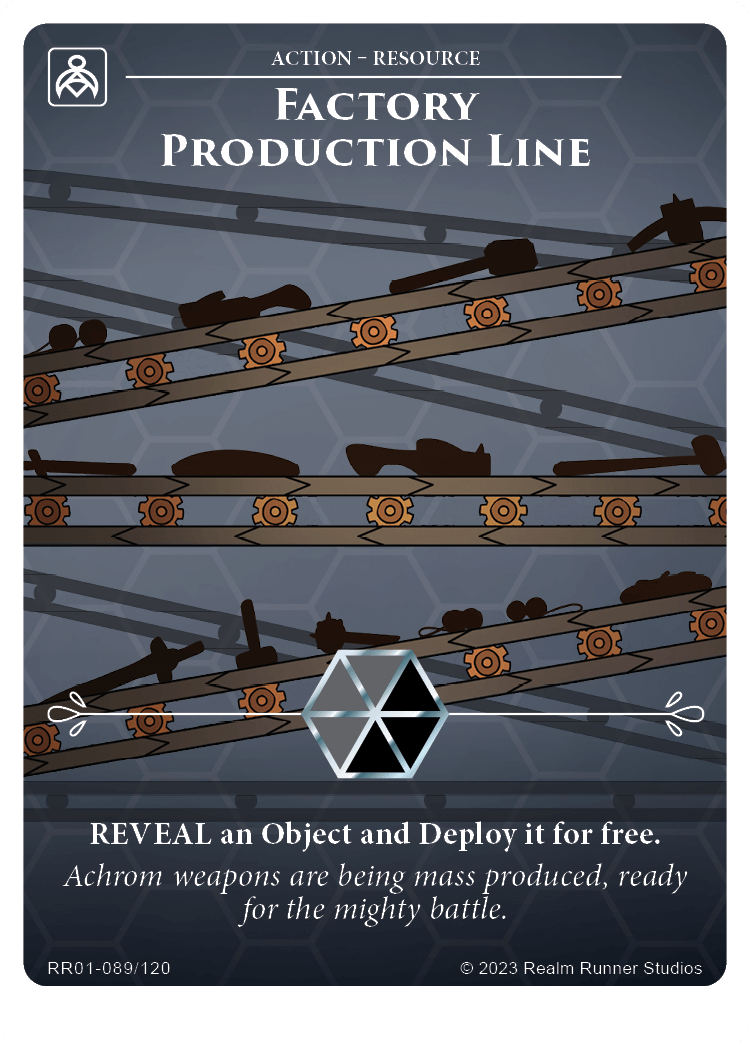 ACTION – RESOURCE
FACTORY
PRODUCTION LINE
REVEAL an Object and Deploy it for free.
Achrom weapons are being mass produced, ready
for the mighty battle.
RR01-089/120
© 2023 Realm Runner Studios